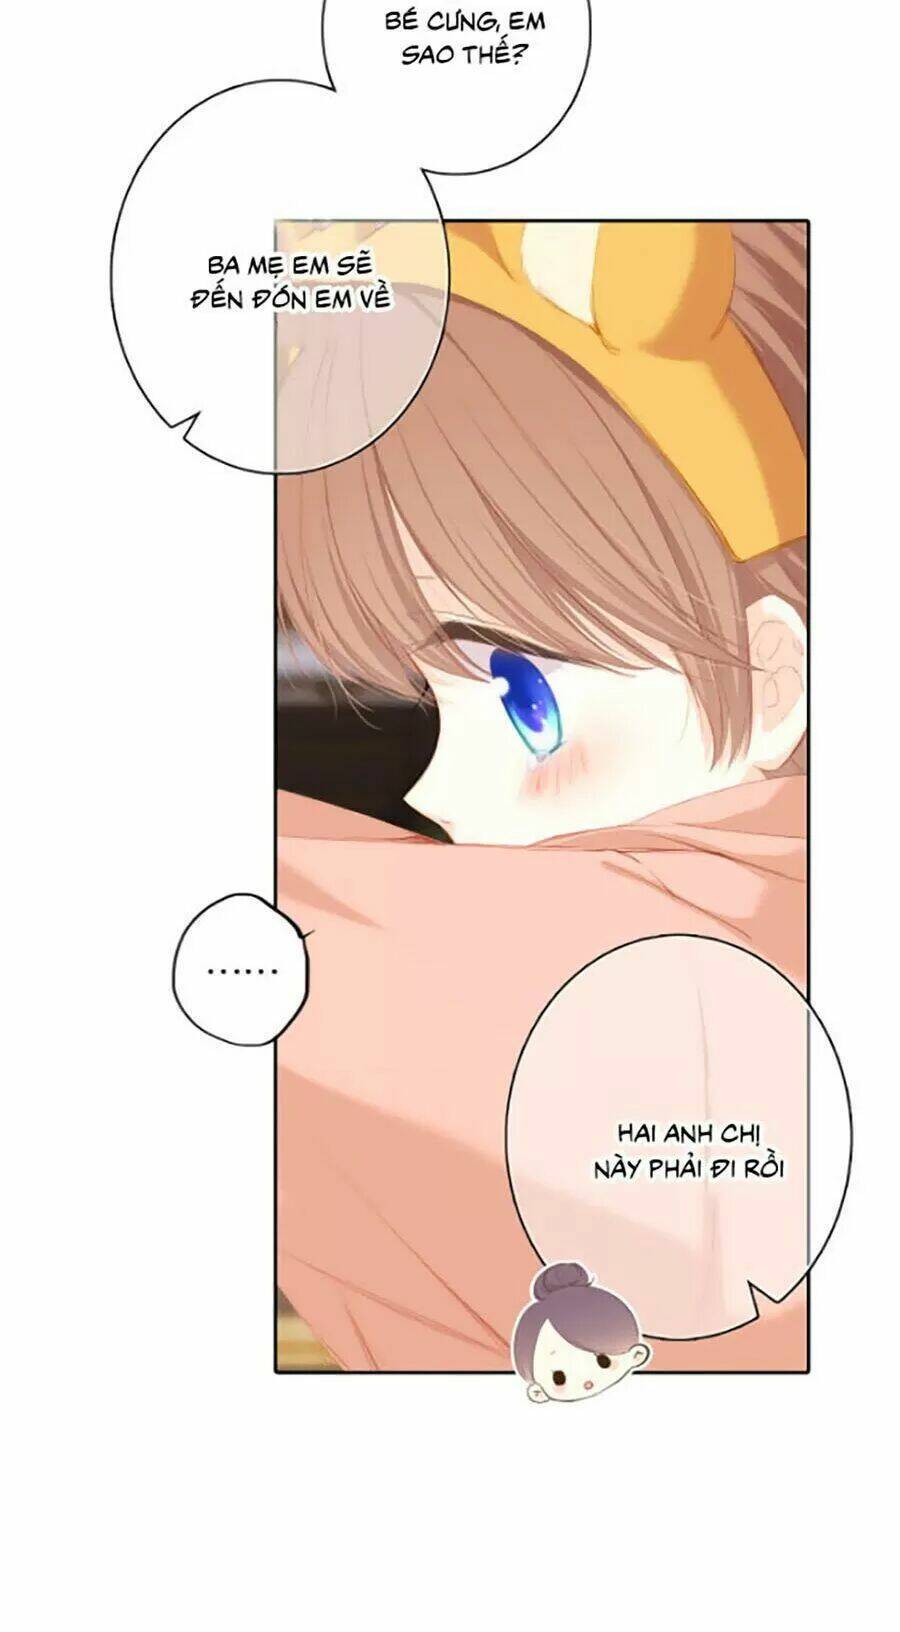 BÉ CƯNG, EM
SAO THẾ?
BA MẸ EM SẼ
ĐẾN ĐÓN EM VỀ
......
HAI ANH CHỊ
NÀY PHẢI ĐI RỒI